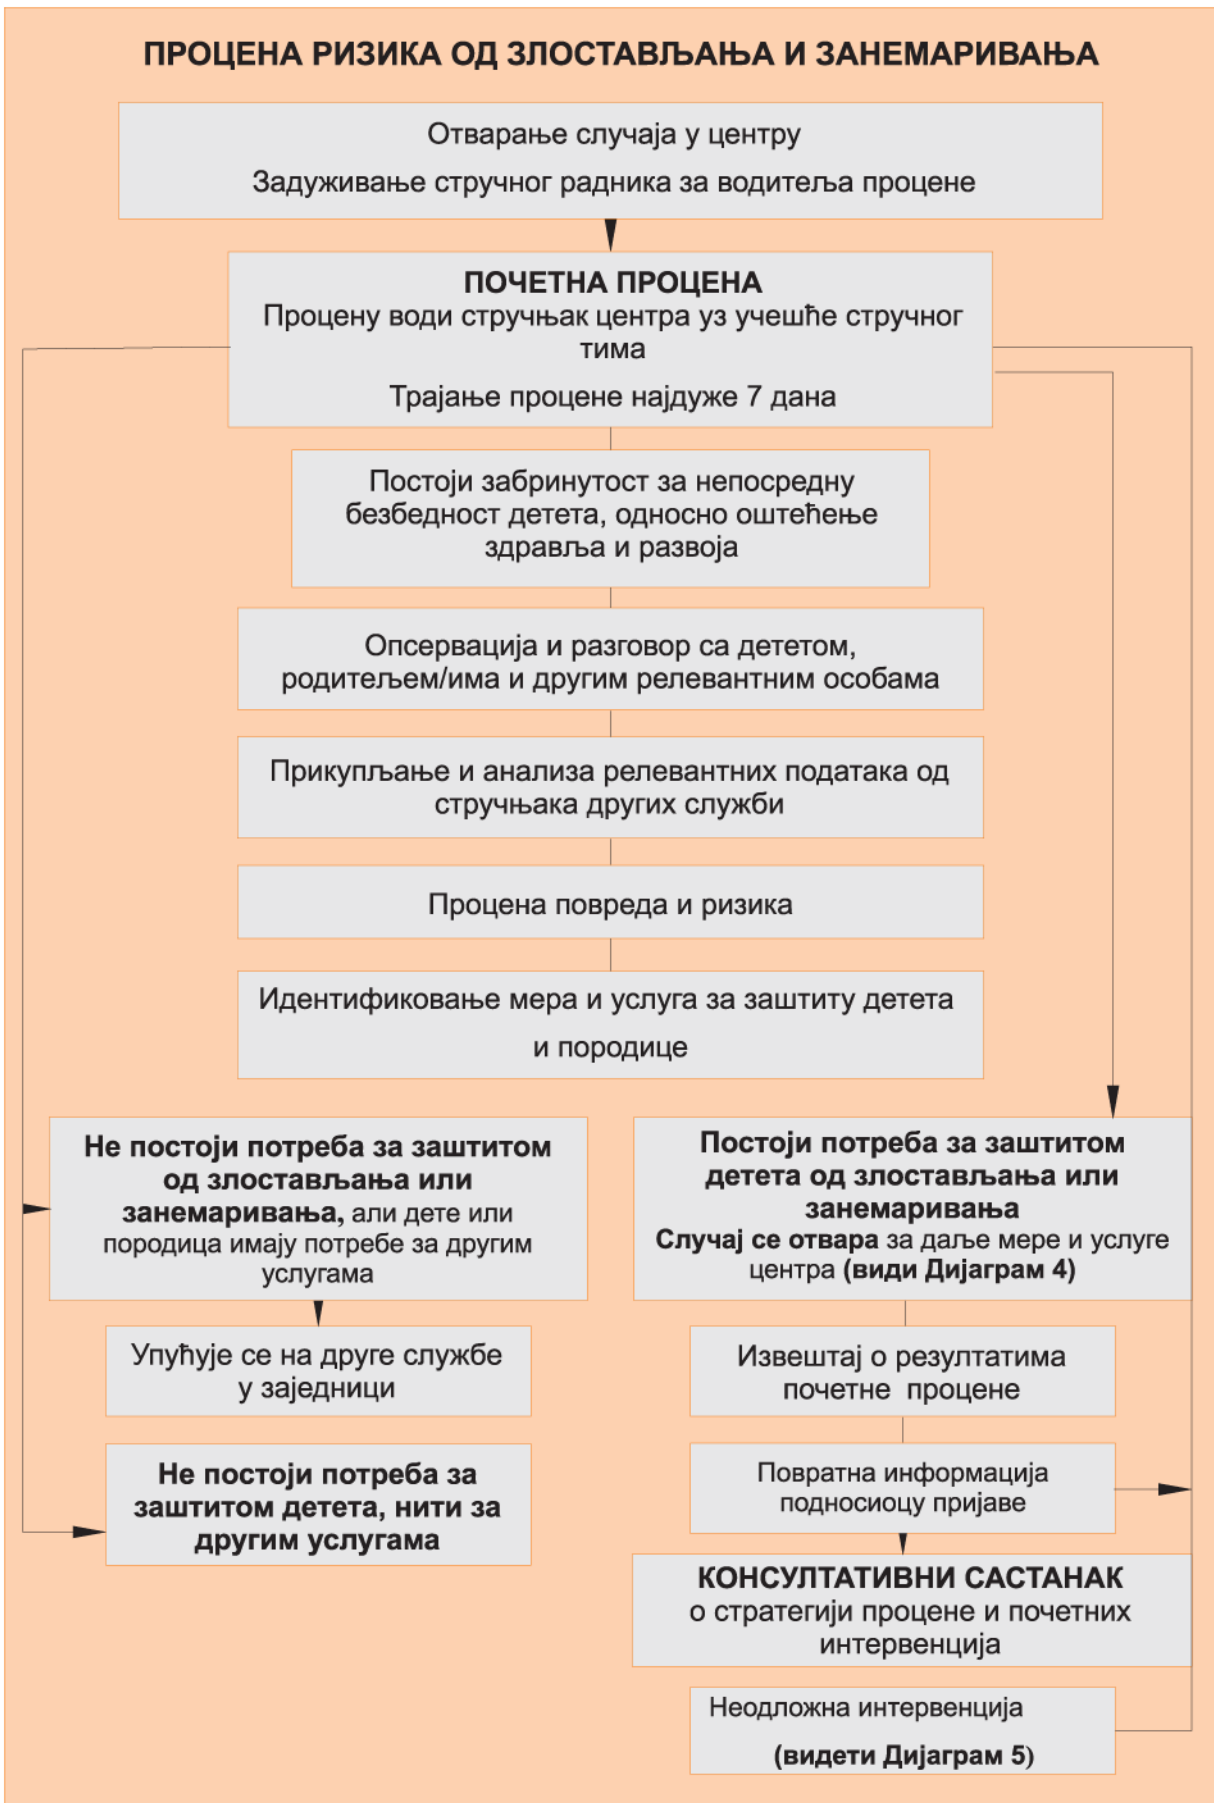 ПРОЦЕНА РИЗИКА ОД ЗЛОСТАВЉАЊА И ЗАНЕМАРИВАЊА
Отварање случаја у центру
Задуживање стручног радника за водитеља процене
ПОЧЕТНА ПРОЦЕНА
Процену води стручњак центра уз учешће стручног
тима
Трајање процене најдуже 7 дана
Постоји забринутост за непосредну
безбедност детета, односно оштећење
здравља и развоја
Опсервација и разговор са дететом,
родитељем/има и другим релевантним особама
Прикупљање и анализа релевантних података од
стручњака других служби
Процена повреда и ризика
Идентификовање мера и услуга за заштиту детета
и породице
Не постоји потреба за заштитом
од злостављања или
занемаривања, али дете или
породица имају потребе за другим
услугама
Упућује се на друге службе
у заједници
Не постоји потреба за
заштитом детета, нити за
другим услугама
Постоји потреба за заштитом
детета од злостављања или
занемаривања
Случај се отвара за даље мере и услуге
центра (види Дијаграм 4)
Извештај о резултатима
почетне процене
Повратна информација
подносиоцу пријаве
КОНСУЛТАТИВНИ САСТАНАК
о стратегији процене и почетних
интервенција
Неодложна интервенција
(видети Дијаграм 5)